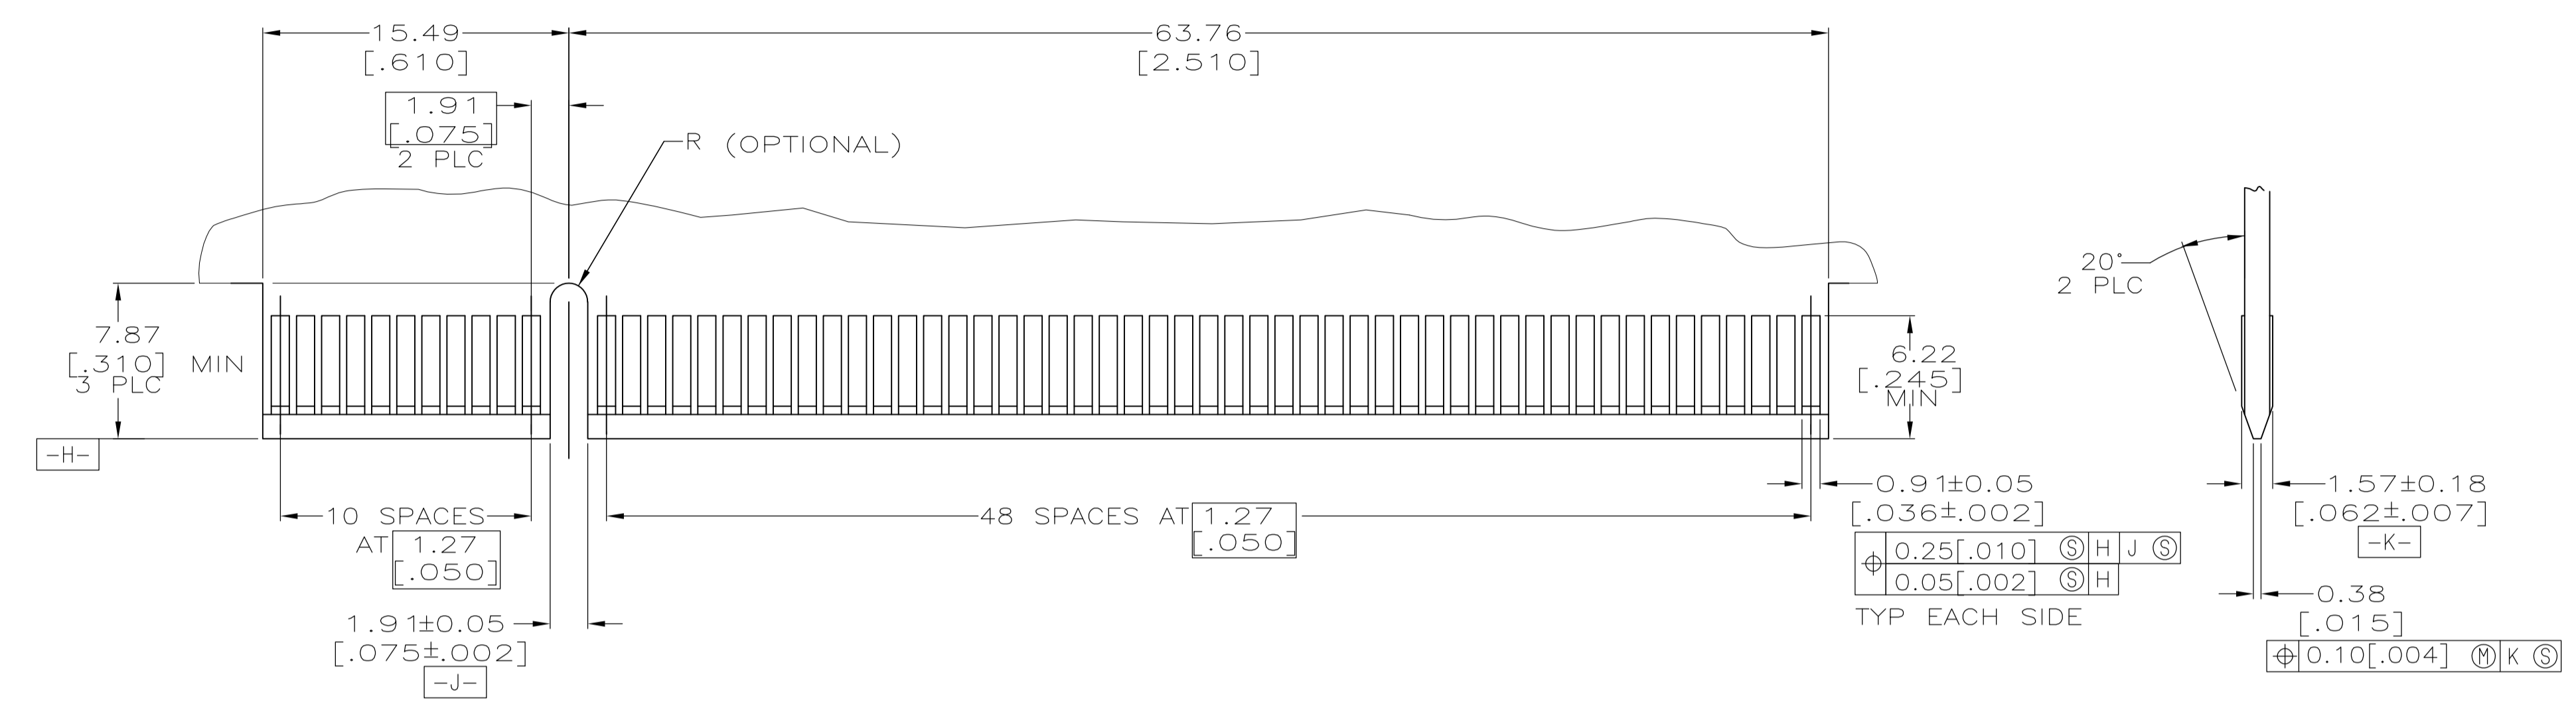 15.49
[.610]
63.76
[2.510]
1.91
[.075]
2 PLC
R (OPTIONAL)
20°
2 PLC
7.87
[.310] MIN
3 PLC
6.22
[.245]
MIN
-H-
10 SPACES
AT 1.27
[.050]
48 SPACES AT 1.27
[.050]
0.91±0.05
[.036±.002]
0.25[.010] Ⓢ H J Ⓢ
0.05[.002] Ⓢ H
TYP EACH SIDE
1.57±0.18
[.062±.007]
-K-
0.38
[.015]
⌖ 0.10[.004] Ⓜ K Ⓢ
1.91±0.05
[.075±.002]
-J-